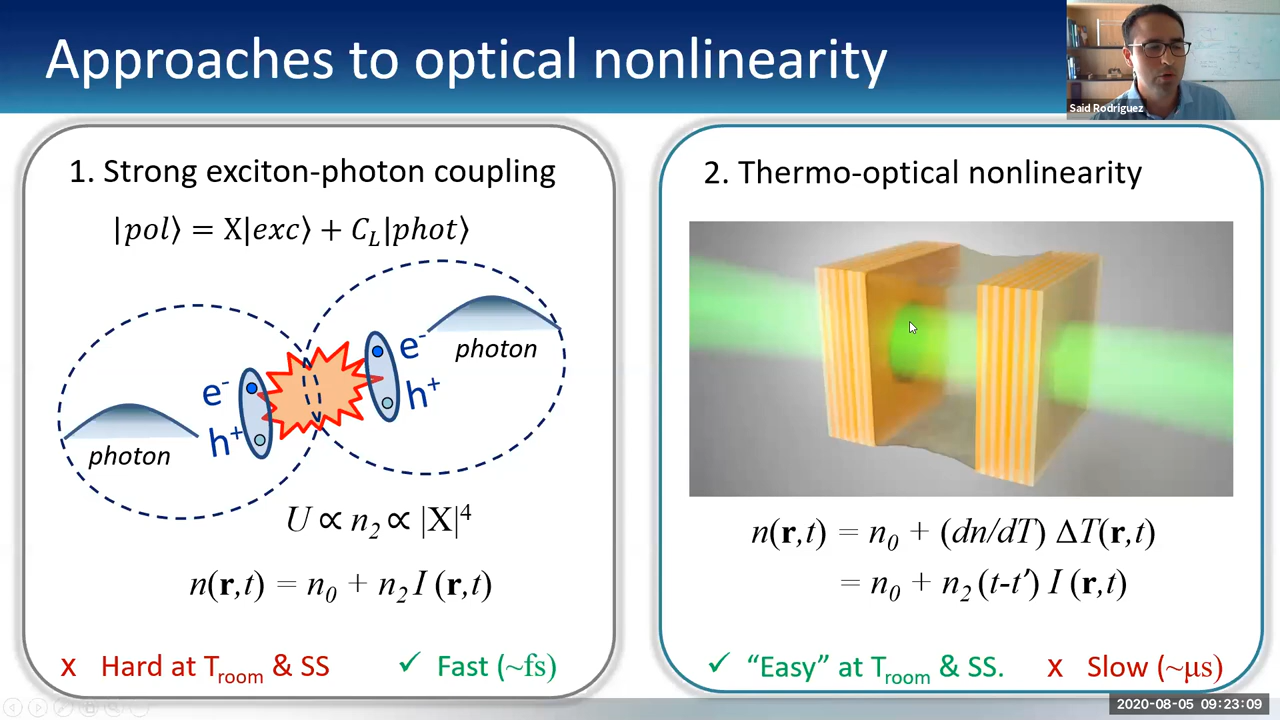 Approaches to optical nonlinearity
Said Rodriguez
1. Strong exciton-photon coupling
|pol⟩ = X|exc⟩ + C_L|phot⟩
e⁻
photon
h⁺
e⁻
h⁺
photon
U ∝ n₂ ∝ |X|⁴
n(r,t) = n₀ + n₂ I (r,t)
x Hard at T_room & SS
✓ Fast (~fs)
2. Thermo-optical nonlinearity
n(r,t) = n₀ + (dn/dT) ΔT(r,t)
= n₀ + n₂ (t-t’) I (r,t)
✓ “Easy” at T_room & SS.
x Slow (~μs)
2020-08-05 09:23:09